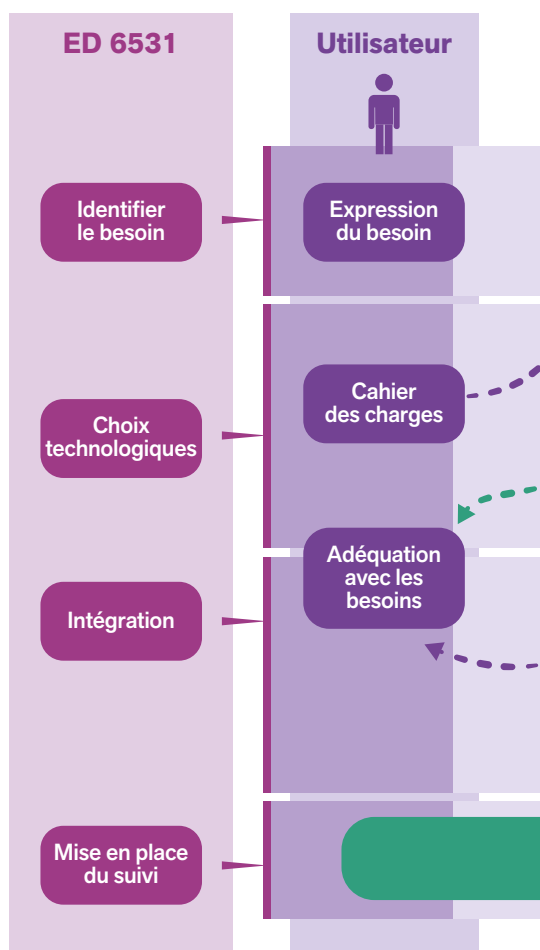 ED 6531
Utilisateur
Identifier
le besoin
Expression
du besoin
Choix
technologiques
Cahier
des charges
Adéquation
avec les
besoins
Intégration
Mise en place
du suivi